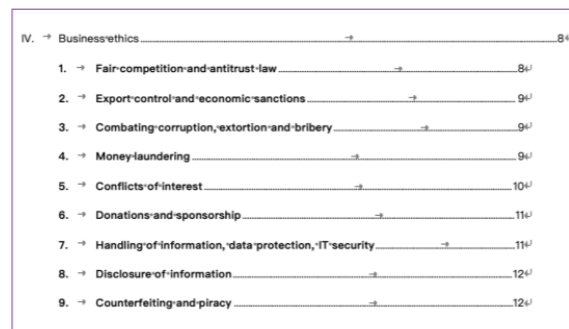 IV. Business ethics 8
1. Fair competition and antitrust law 8
2. Export control and economic sanctions 9
3. Combating corruption, extortion and bribery 9
4. Money laundering 9
5. Conflicts of interest 10
6. Donations and sponsorship 11
7. Handling of information, data protection, IT security 11
8. Disclosure of information 12
9. Counterfeiting and piracy 12